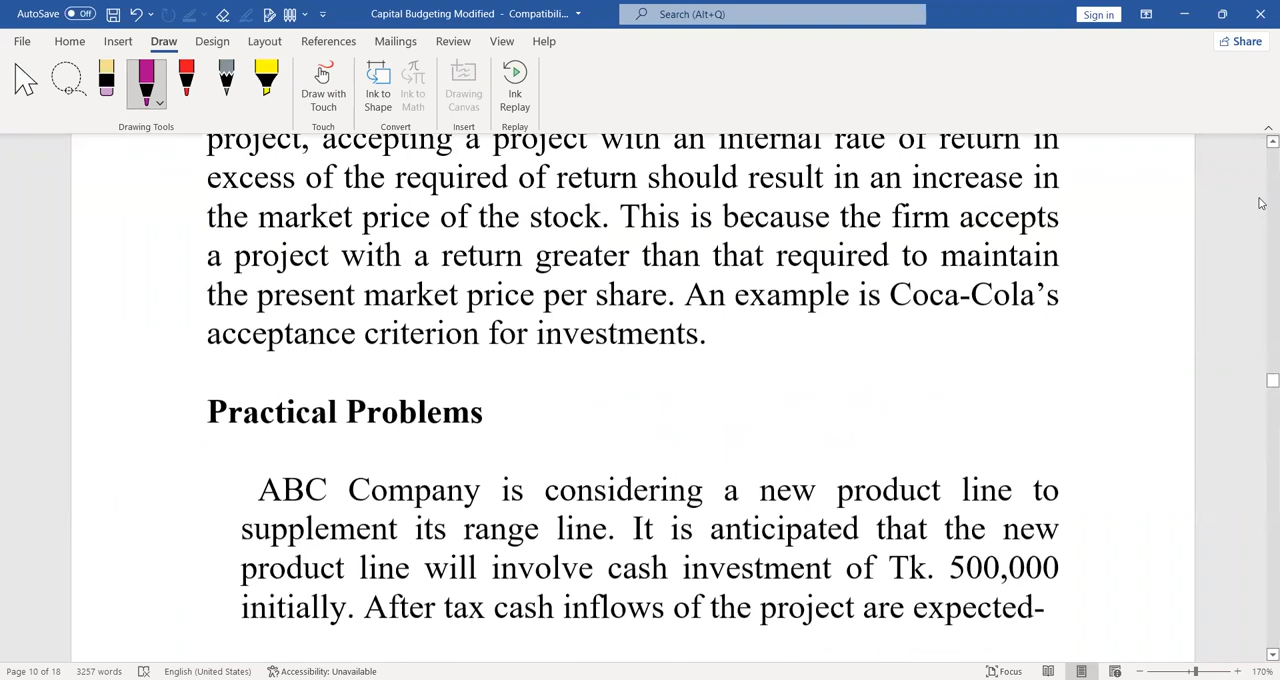 AutoSave Off Capital Budgeting Modified - Compatibili... Search (Alt+Q) Sign in
File Home Insert Draw Design Layout References Mailings Review View Help Share
Draw with Touch Ink to Shape Ink to Math Drawing Canvas Ink Replay
Drawing Tools Touch Convert Insert Replay
project, accepting a project with an internal rate of return in
excess of the required of return should result in an increase in
the market price of the stock. This is because the firm accepts
a project with a return greater than that required to maintain
the present market price per share. An example is Coca-Cola’s
acceptance criterion for investments.
Practical Problems
ABC Company is considering a new product line to
supplement its range line. It is anticipated that the new
product line will involve cash investment of Tk. 500,000
initially. After tax cash inflows of the project are expected-
Page 10 of 18 3257 words English (United States) Accessibility: Unavailable Focus 170%